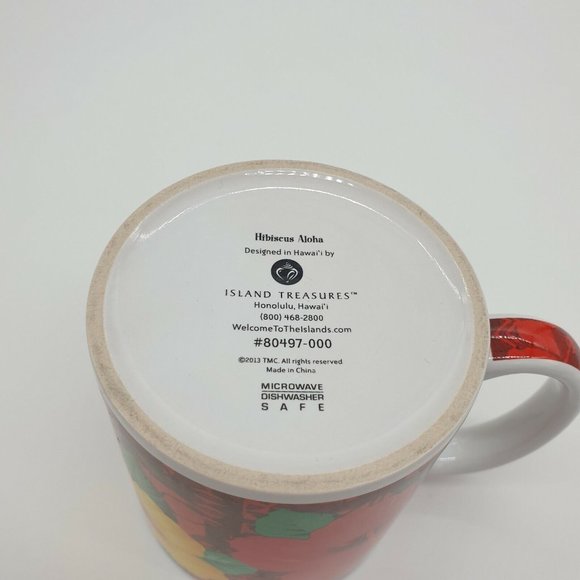 Hibiscus Aloha
Designed in Hawai'i by
ISLAND TREASURES™
Honolulu, Hawai'i
(800) 468-2800
WelcomeToTheIslands.com
#80497-000
©2013 TMC. All rights reserved
Made in China
MICROWAVE
DISHWASHER
SAFE